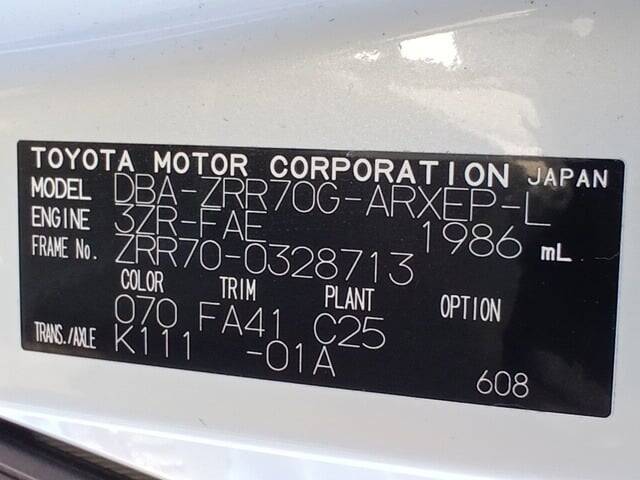 TOYOTA MOTOR CORPORATION JAPAN
MODEL DBA-ZRR70G-ARXEP-L
ENGINE 3ZR-FAE 1986 mL
FRAME No. ZRR70-0328713
COLOR TRIM PLANT OPTION
070 FA41 C25
TRANS./AXLE K111 -01A
608